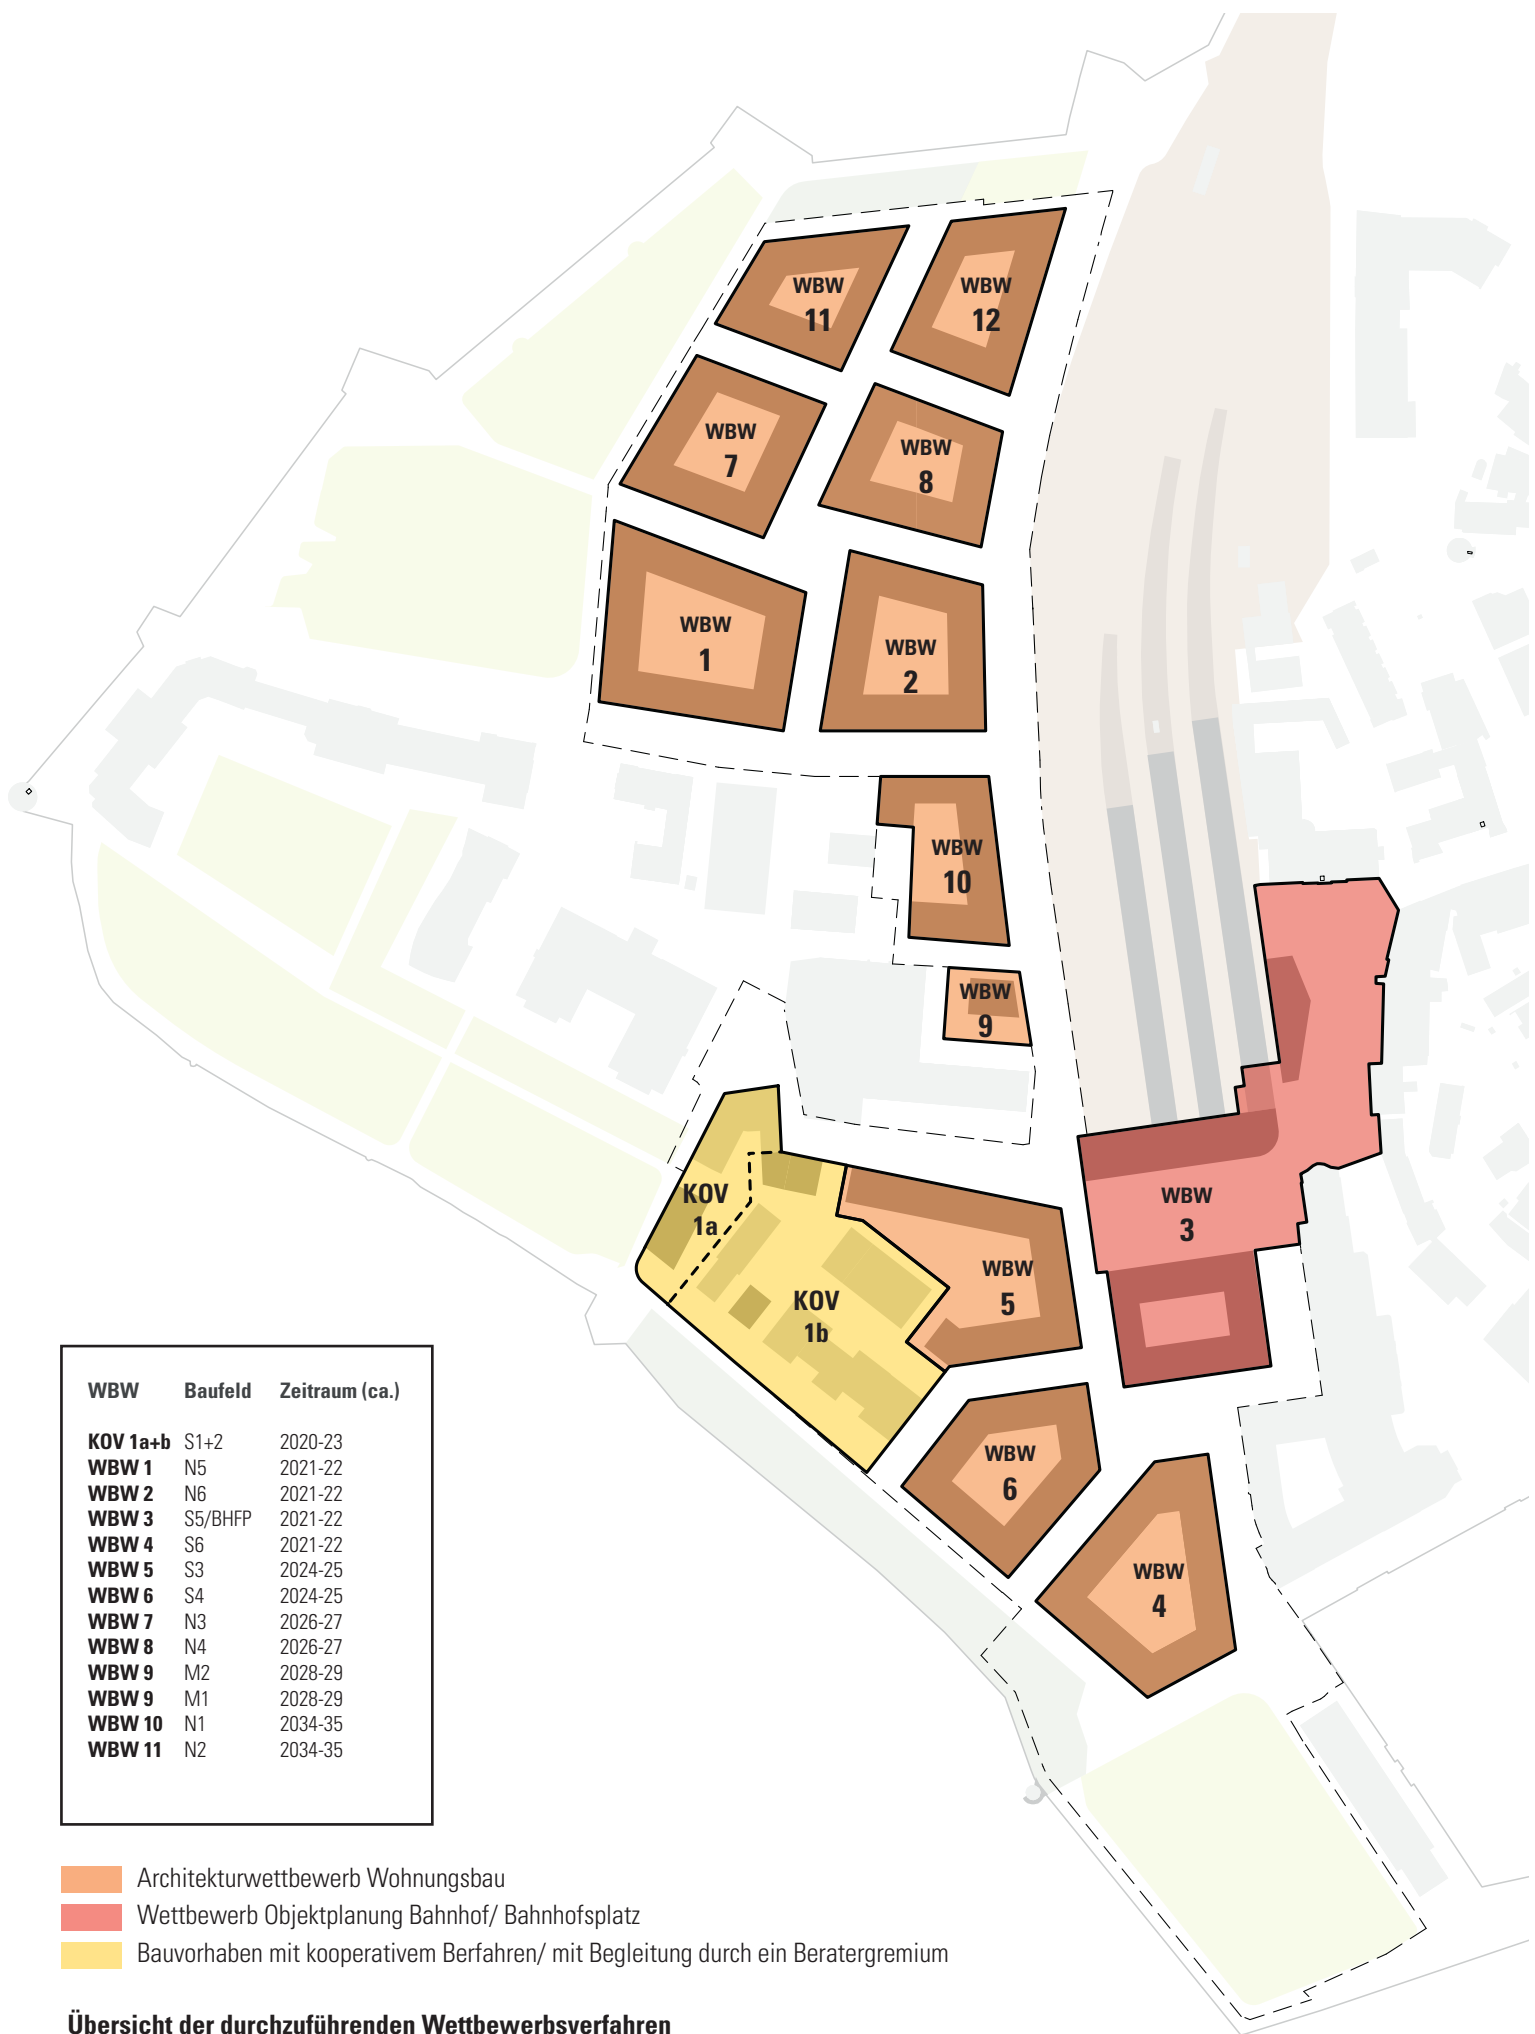 WBW
11
WBW
12
WBW
7
WBW
8
WBW
1
WBW
2
WBW
10
WBW
9
KOV
1a
WBW
3
WBW
5
KOV
1b
WBW
6
WBW
4
WBW Baufeld Zeitraum (ca.)
KOV 1a+b S1+2 2020-23
WBW 1 N5 2021-22
WBW 2 N6 2021-22
WBW 3 S5/BHFP 2021-22
WBW 4 S6 2021-22
WBW 5 S3 2024-25
WBW 6 S4 2024-25
WBW 7 N3 2026-27
WBW 8 N4 2026-27
WBW 9 M2 2028-29
WBW 9 M1 2028-29
WBW 10 N1 2034-35
WBW 11 N2 2034-35
Architekturwettbewerb Wohnungsbau
Wettbewerb Objektplanung Bahnhof/ Bahnhofsplatz
Bauvorhaben mit kooperativem Berfahren/ mit Begleitung durch ein Beratergremium
Übersicht der durchzuführenden Wettbewerbsverfahren